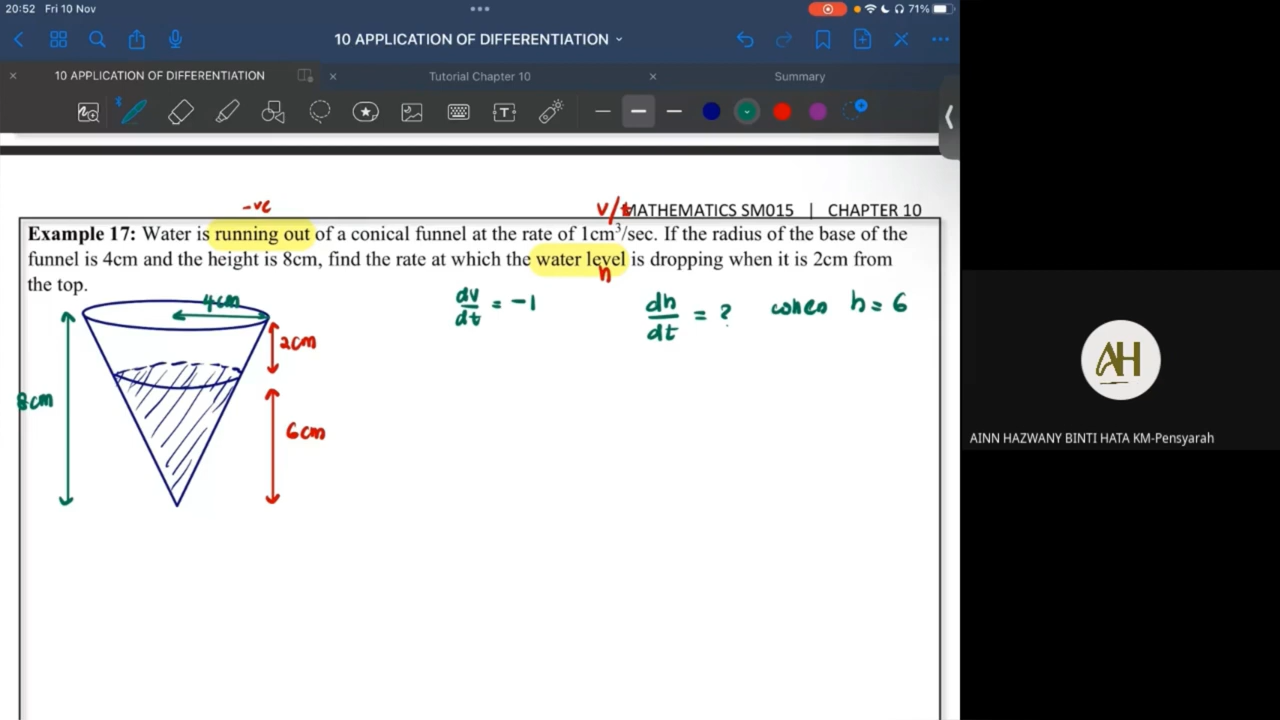 20:52 Fri 10 Nov
71%
10 APPLICATION OF DIFFERENTIATION
10 APPLICATION OF DIFFERENTIATION
Tutorial Chapter 10
Summary
MATHEMATICS SM015 | CHAPTER 10
-ve
V/t
Example 17: Water is running out of a conical funnel at the rate of 1cm³/sec. If the radius of the base of the
funnel is 4cm and the height is 8cm, find the rate at which the water level is dropping when it is 2cm from
h
the top.
dv/dt = -1
dh/dt = ? when h = 6
4cm
2cm
8cm
6cm
AH
AINN HAZWANY BINTI HATA KM-Pensyarah